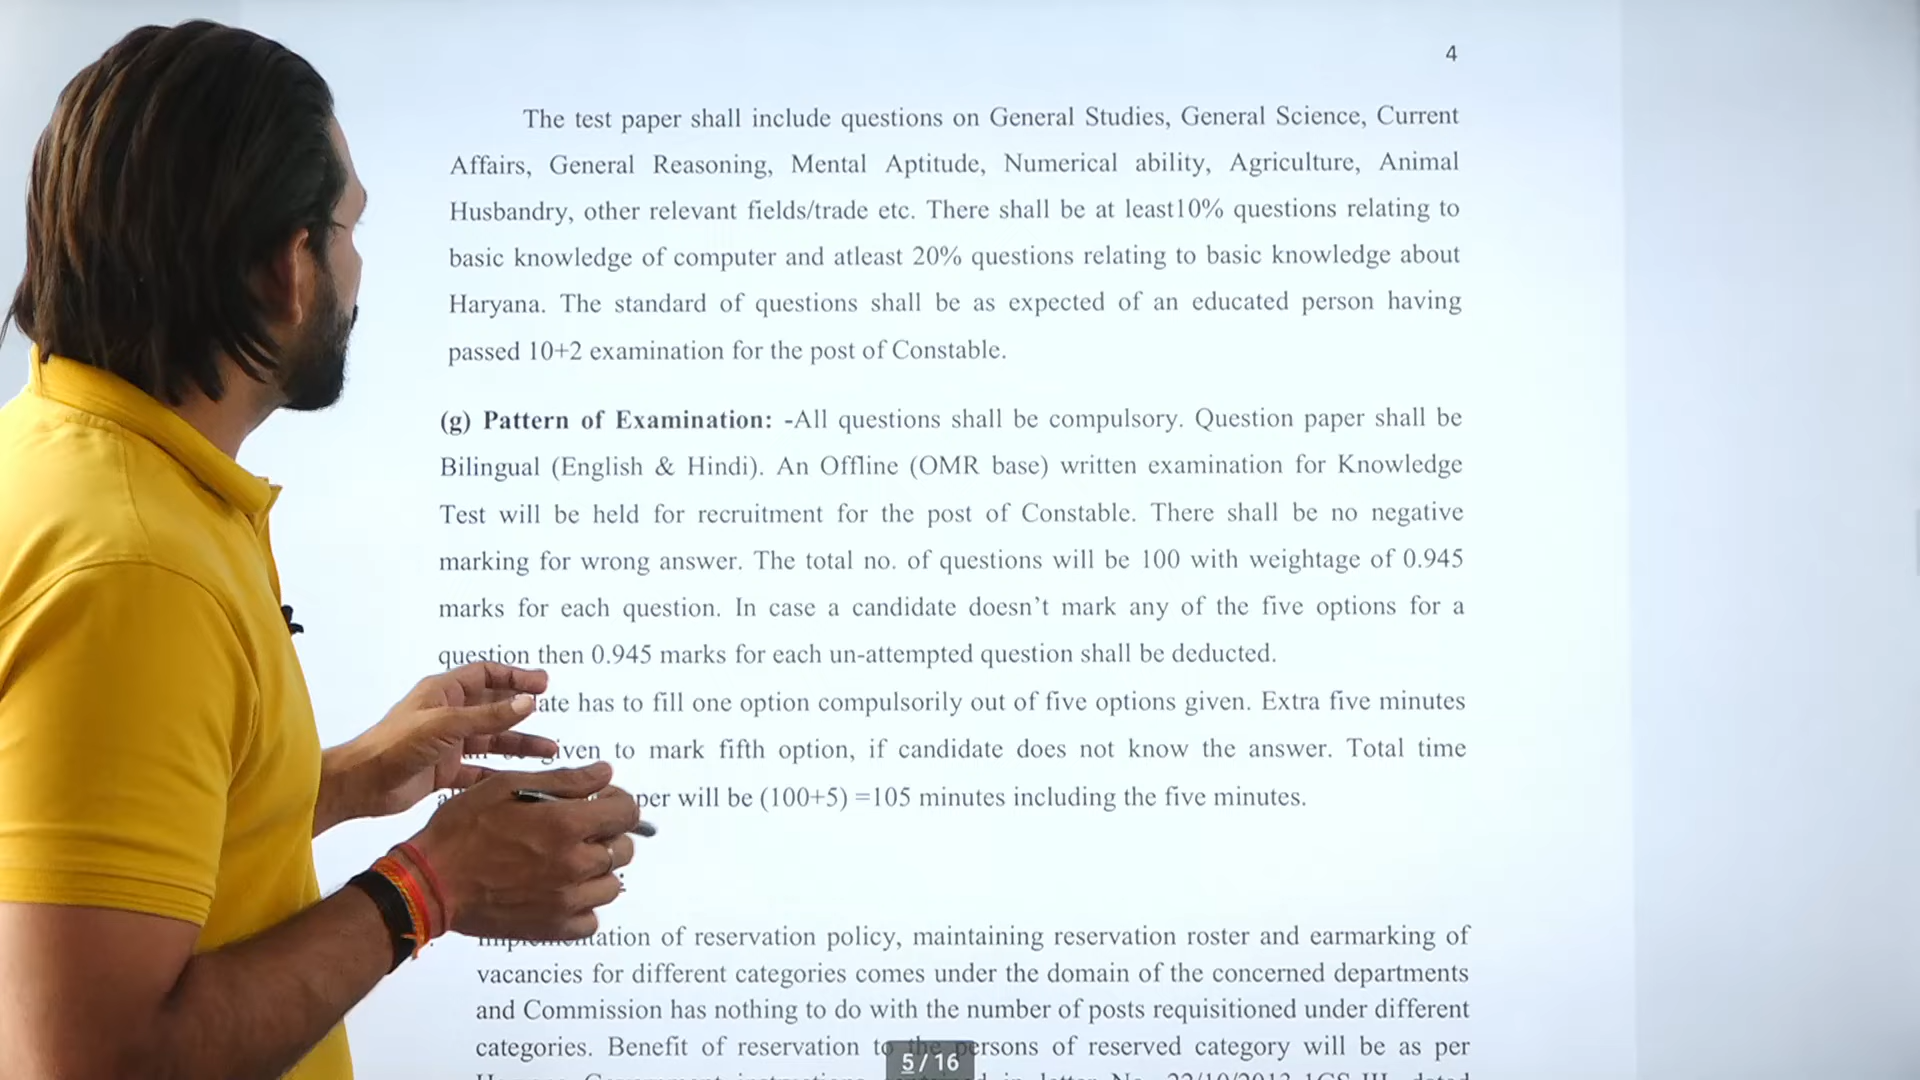 4
The test paper shall include questions on General Studies, General Science, Current
Affairs, General Reasoning, Mental Aptitude, Numerical ability, Agriculture, Animal
Husbandry, other relevant fields/trade etc. There shall be at least10% questions relating to
basic knowledge of computer and atleast 20% questions relating to basic knowledge about
Haryana. The standard of questions shall be as expected of an educated person having
passed 10+2 examination for the post of Constable.
(g) Pattern of Examination: -All questions shall be compulsory. Question paper shall be
Bilingual (English & Hindi). An Offline (OMR base) written examination for Knowledge
Test will be held for recruitment for the post of Constable. There shall be no negative
marking for wrong answer. The total no. of questions will be 100 with weightage of 0.945
marks for each question. In case a candidate doesn’t mark any of the five options for a
question then 0.945 marks for each un-attempted question shall be deducted.
has to fill one option compulsorily out of five options given. Extra five minutes
to mark fifth option, if candidate does not know the answer. Total time
will be (100+5) =105 minutes including the five minutes.
of reservation policy, maintaining reservation roster and earmarking of
vacancies for different categories comes under the domain of the concerned departments
and Commission has nothing to do with the number of posts requisitioned under different
categories. Benefit of reservation to the persons of reserved category will be as per
5 / 16